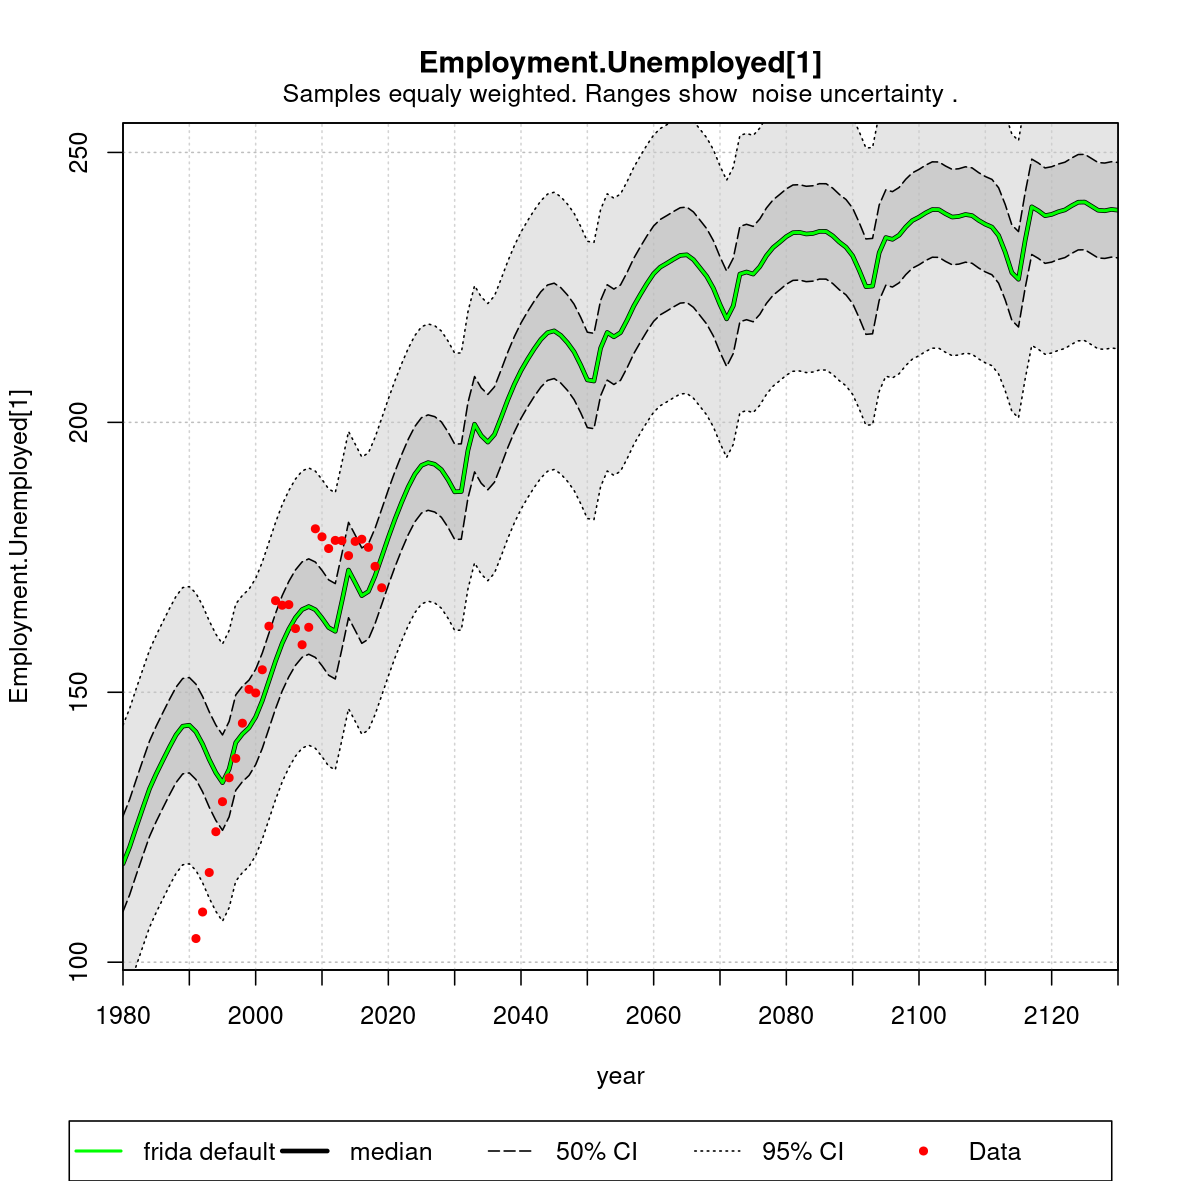 Employment.Unemployed[1]
Samples equaly weighted. Ranges show  noise uncertainty .
Employment.Unemployed[1]
250
200
150
100
1980 2000 2020 2040 2060 2080 2100 2120
year
frida default median 50% CI 95% CI Data